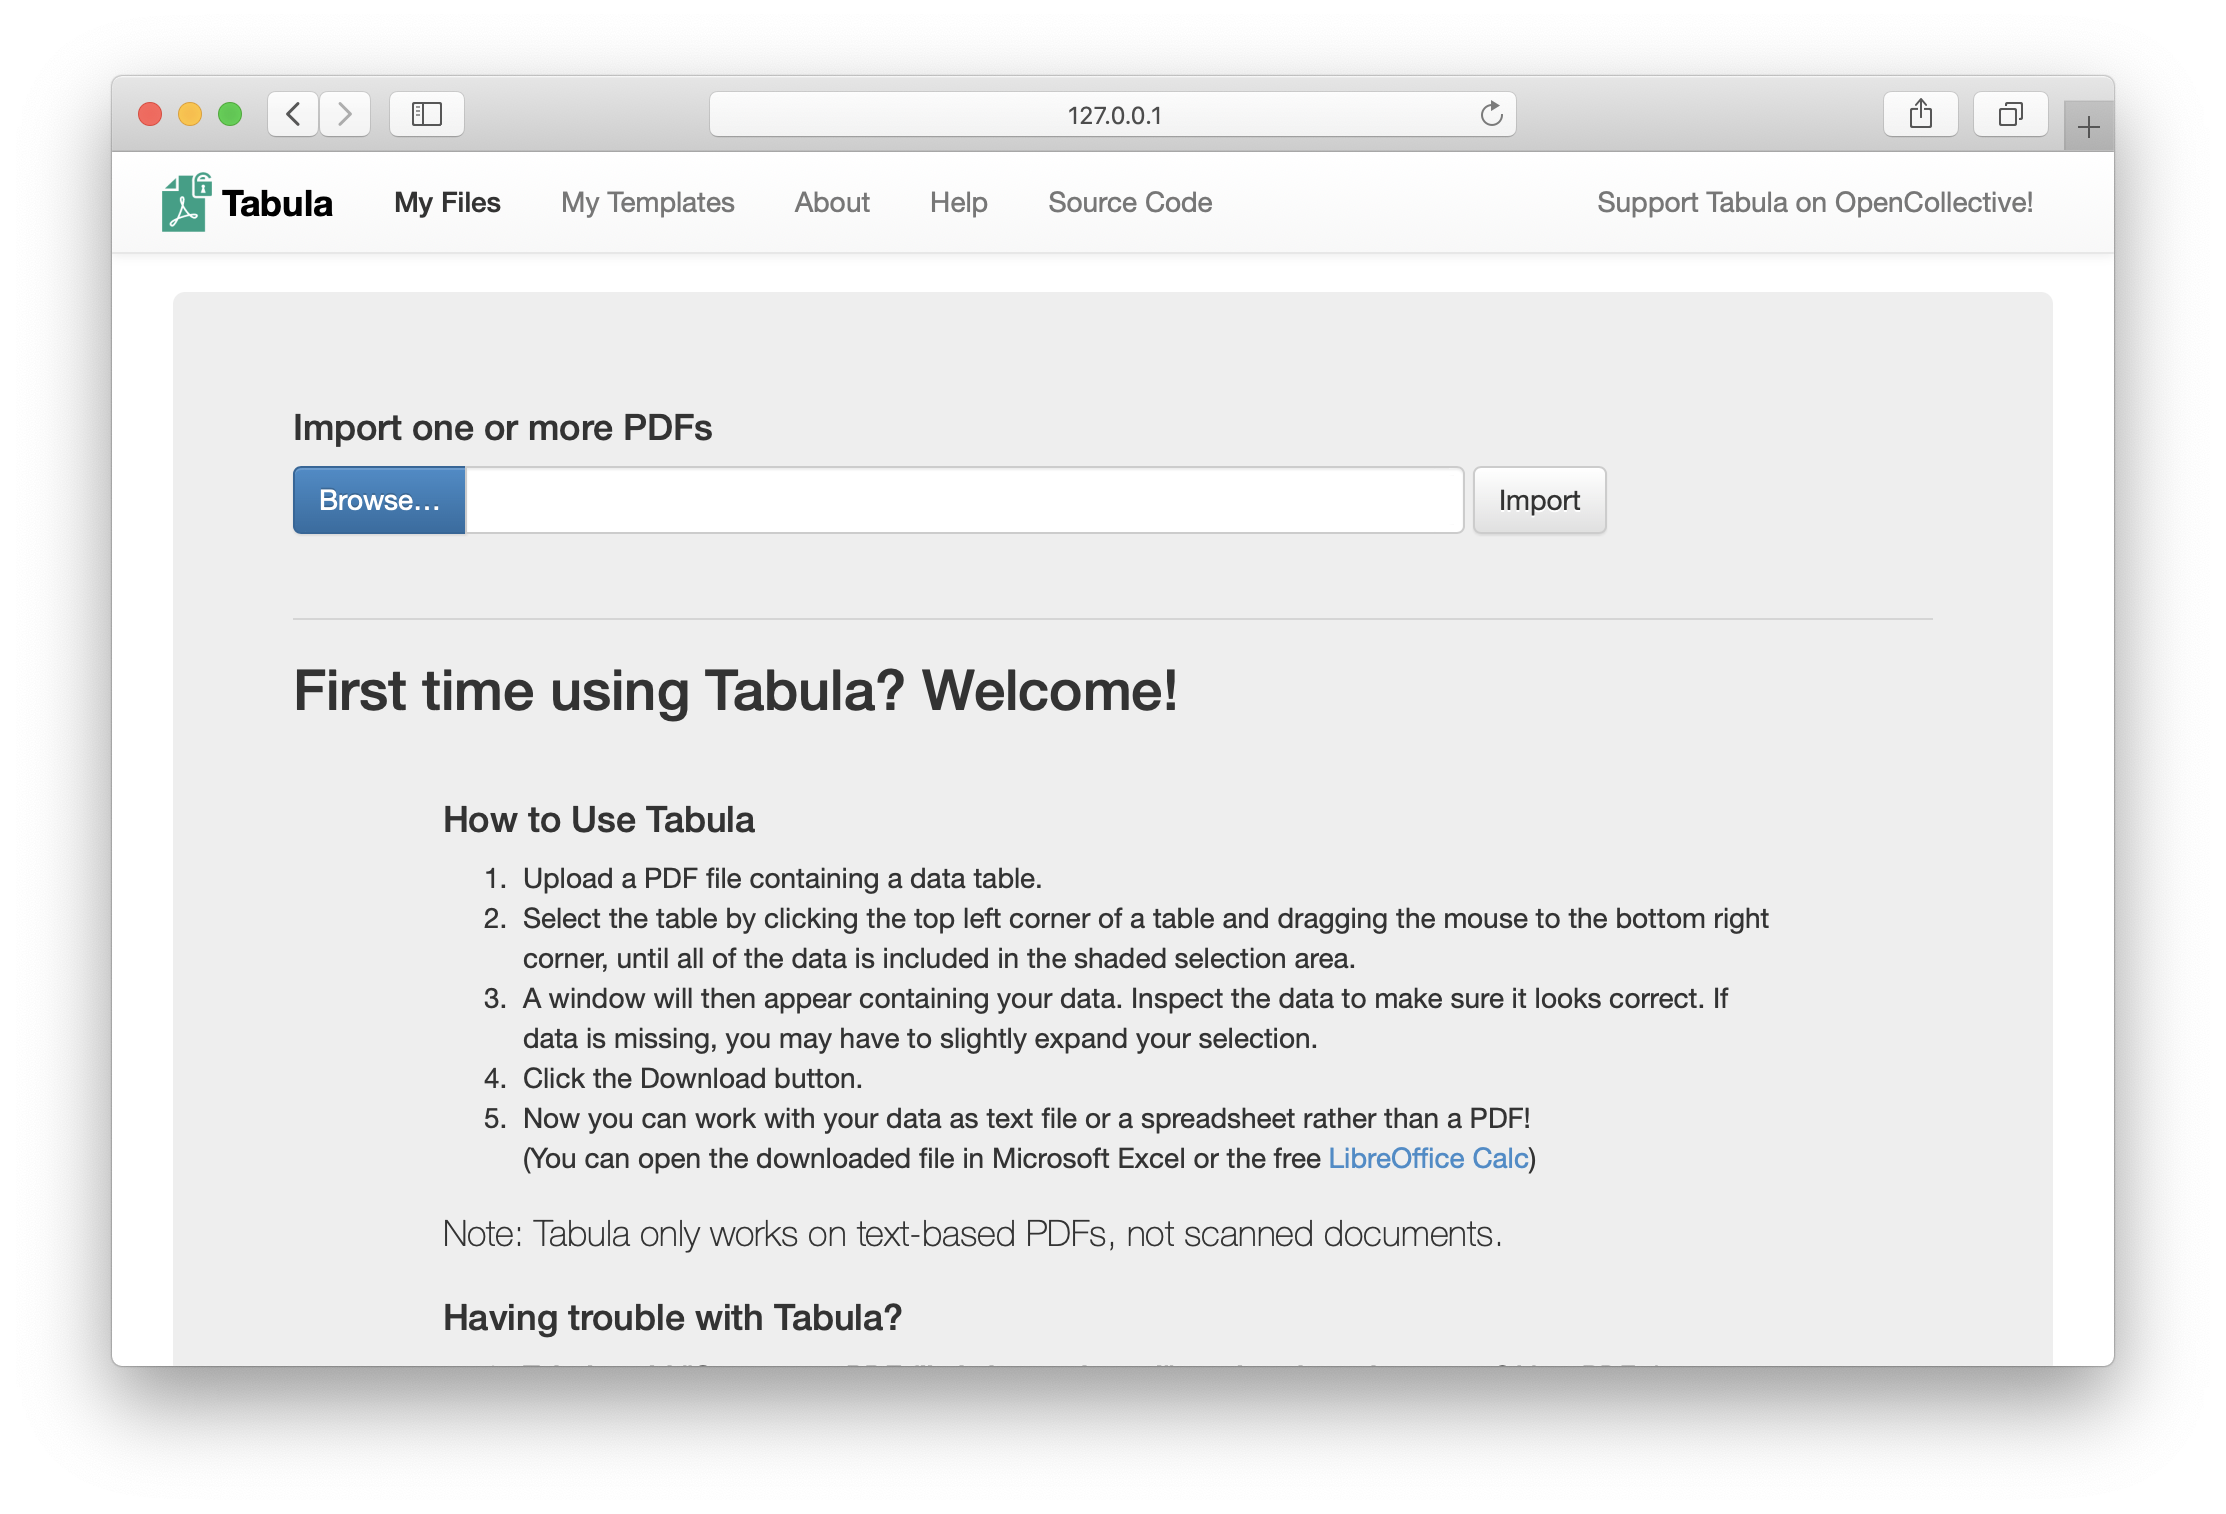 127.0.0.1
Tabula My Files My Templates About Help Source Code Support Tabula on OpenCollective!
Import one or more PDFs
Browse... Import
First time using Tabula? Welcome!
How to Use Tabula
1. Upload a PDF file containing a data table.
2. Select the table by clicking the top left corner of a table and dragging the mouse to the bottom right
corner, until all of the data is included in the shaded selection area.
3. A window will then appear containing your data. Inspect the data to make sure it looks correct. If
data is missing, you may have to slightly expand your selection.
4. Click the Download button.
5. Now you can work with your data as text file or a spreadsheet rather than a PDF!
(You can open the downloaded file in Microsoft Excel or the free LibreOffice Calc)
Note: Tabula only works on text-based PDFs, not scanned documents.
Having trouble with Tabula?